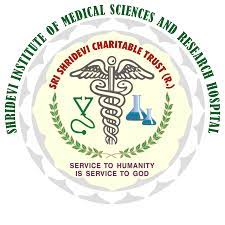 SHRIDEVI INSTITUTE OF MEDICAL SCIENCES AND RESEARCH HOSPITAL
SRI SHRIDEVI CHARITABLE TRUST (R.)
SERVICE TO HUMANITY
IS SERVICE TO GOD